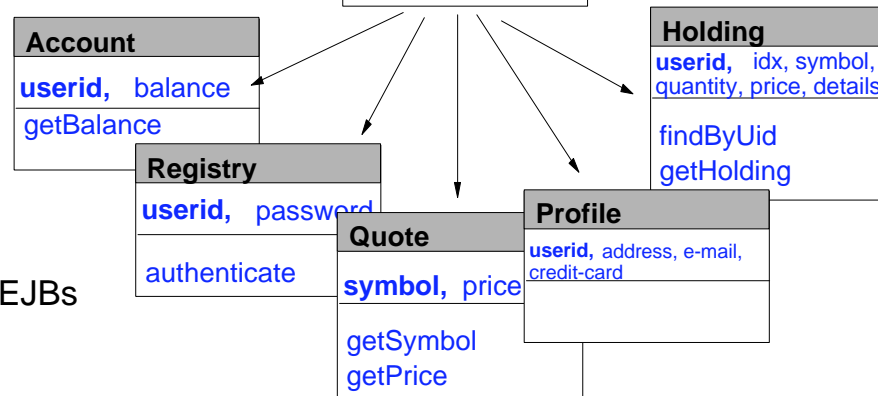 Account
userid, balance
getBalance
Registry
userid, password
authenticate
EJBs
Quote
symbol, price
getSymbol
getPrice
Profile
userid, address, e-mail,
credit-card
Holding
userid, idx, symbol,
quantity, price, details
findByUid
getHolding